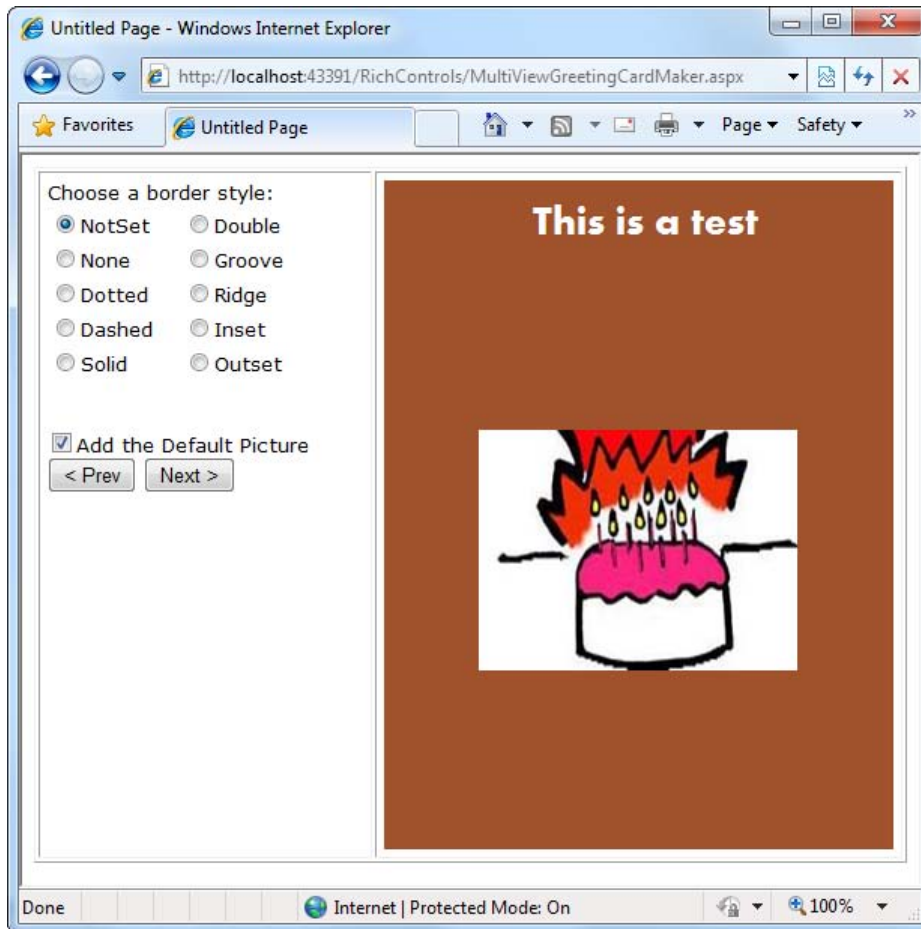 Untitled Page - Windows Internet Explorer
http://localhost:43391/RichControls/MultiViewGreetingCardMaker.aspx
Favorites
Untitled Page
Page
Safety
»
Choose a border style:
NotSet Double
None Groove
Dotted Ridge
Dashed Inset
Solid Outset
Add the Default Picture
< Prev Next >
This is a test
Done
Internet | Protected Mode: On
100%